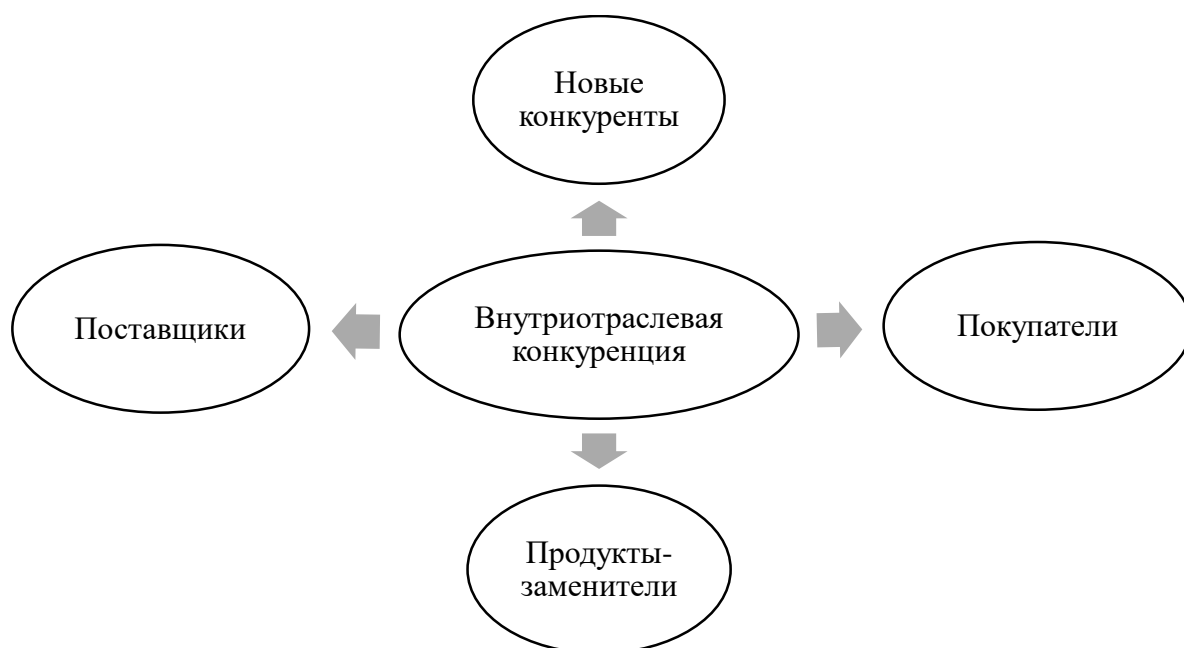 Новые
конкуренты
Поставщики
Внутриотраслевая
конкуренция
Покупатели
Продукты-
заменители